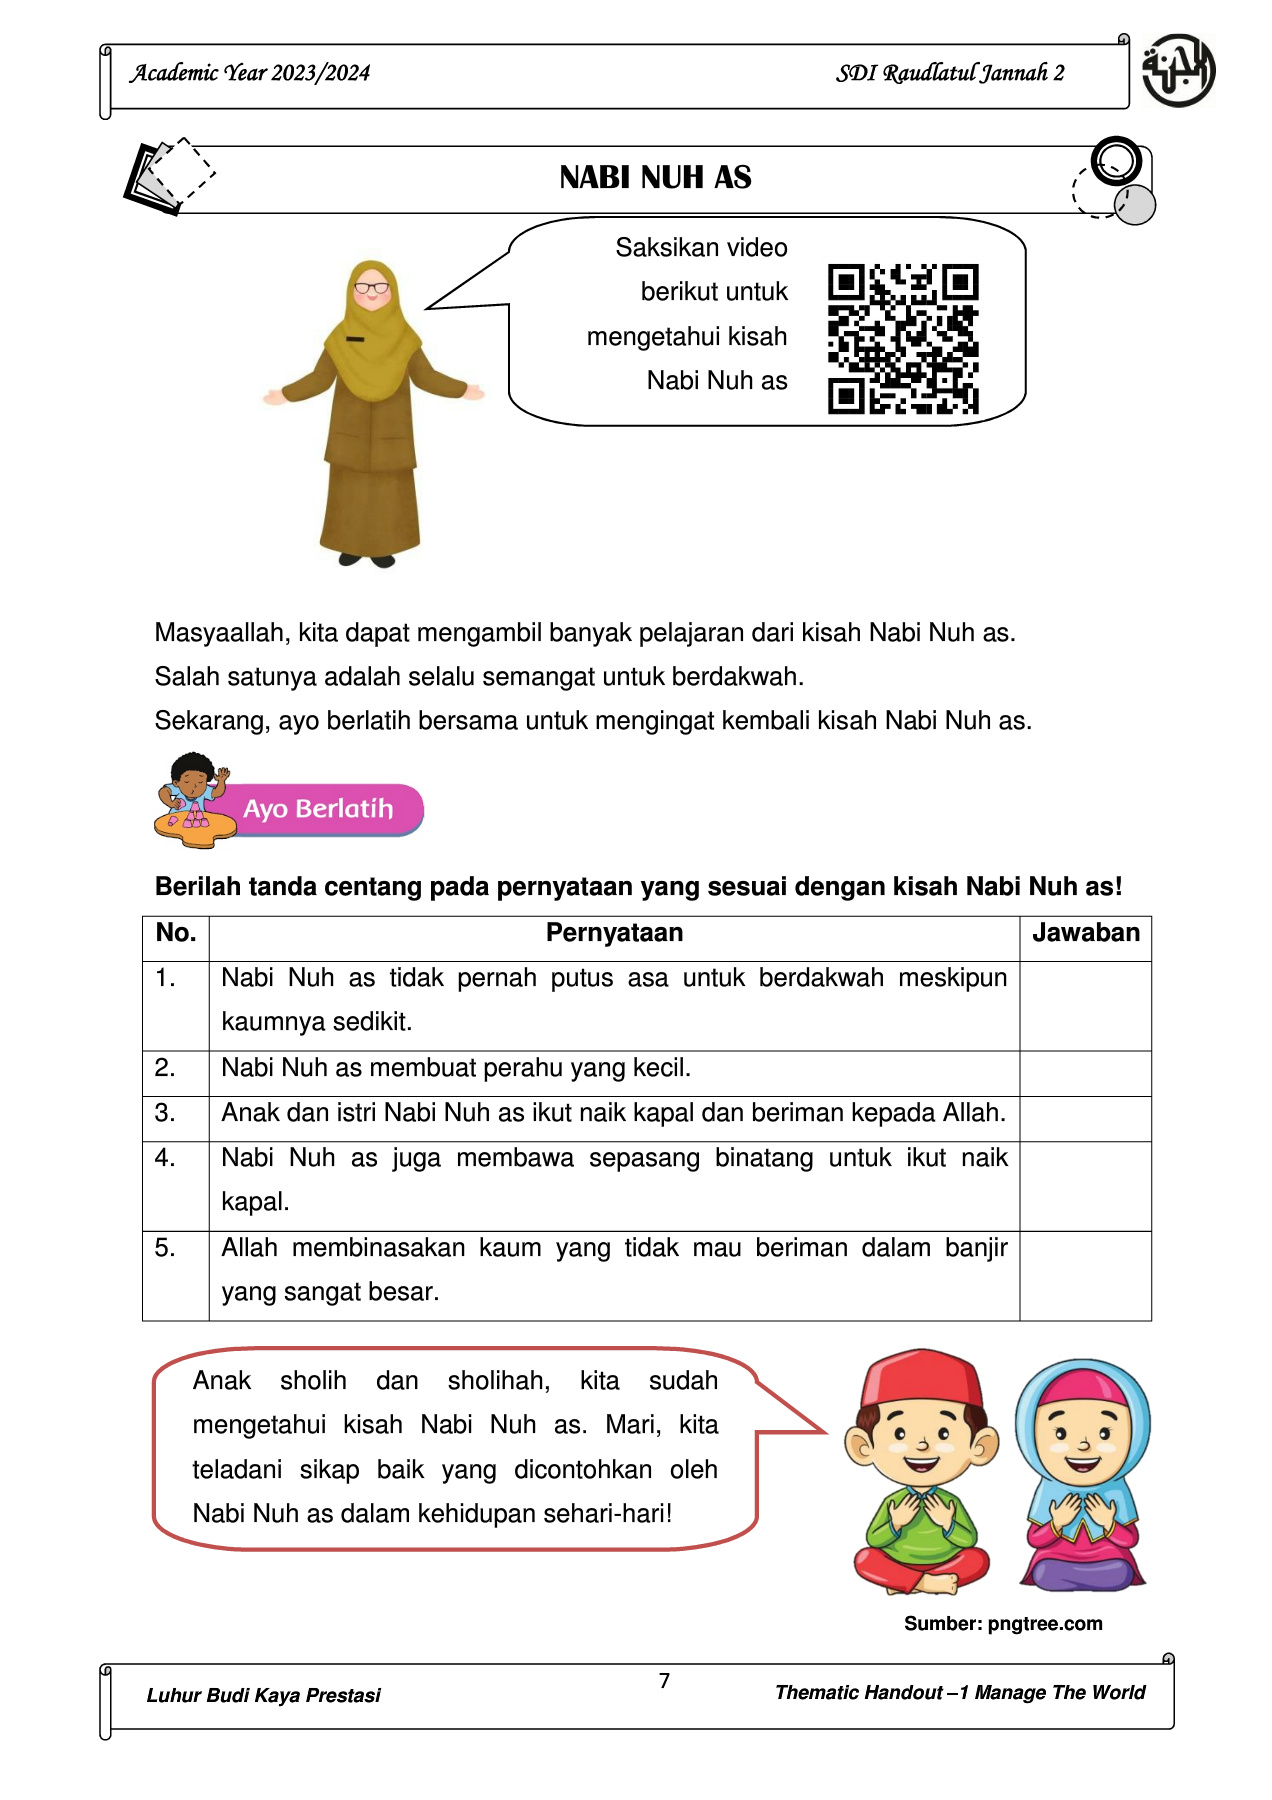 Academic Year 2023/2024
SDI Raudlatul Jannah 2
NABI NUH AS
Saksikan video
berikut untuk
mengetahui kisah
Nabi Nuh as
Masyaallah, kita dapat mengambil banyak pelajaran dari kisah Nabi Nuh as.
Salah satunya adalah selalu semangat untuk berdakwah.
Sekarang, ayo berlatih bersama untuk mengingat kembali kisah Nabi Nuh as.
Ayo Berlatih
Berilah tanda centang pada pernyataan yang sesuai dengan kisah Nabi Nuh as!
No. Pernyataan Jawaban
1. Nabi Nuh as tidak pernah putus asa untuk berdakwah meskipun
kaumnya sedikit.
2. Nabi Nuh as membuat perahu yang kecil.
3. Anak dan istri Nabi Nuh as ikut naik kapal dan beriman kepada Allah.
4. Nabi Nuh as juga membawa sepasang binatang untuk ikut naik
kapal.
5. Allah membinasakan kaum yang tidak mau beriman dalam banjir
yang sangat besar.
Anak sholih dan sholihah, kita sudah
mengetahui kisah Nabi Nuh as. Mari, kita
teladani sikap baik yang dicontohkan oleh
Nabi Nuh as dalam kehidupan sehari-hari!
Sumber: pngtree.com
Luhur Budi Kaya Prestasi
7
Thematic Handout –1 Manage The World